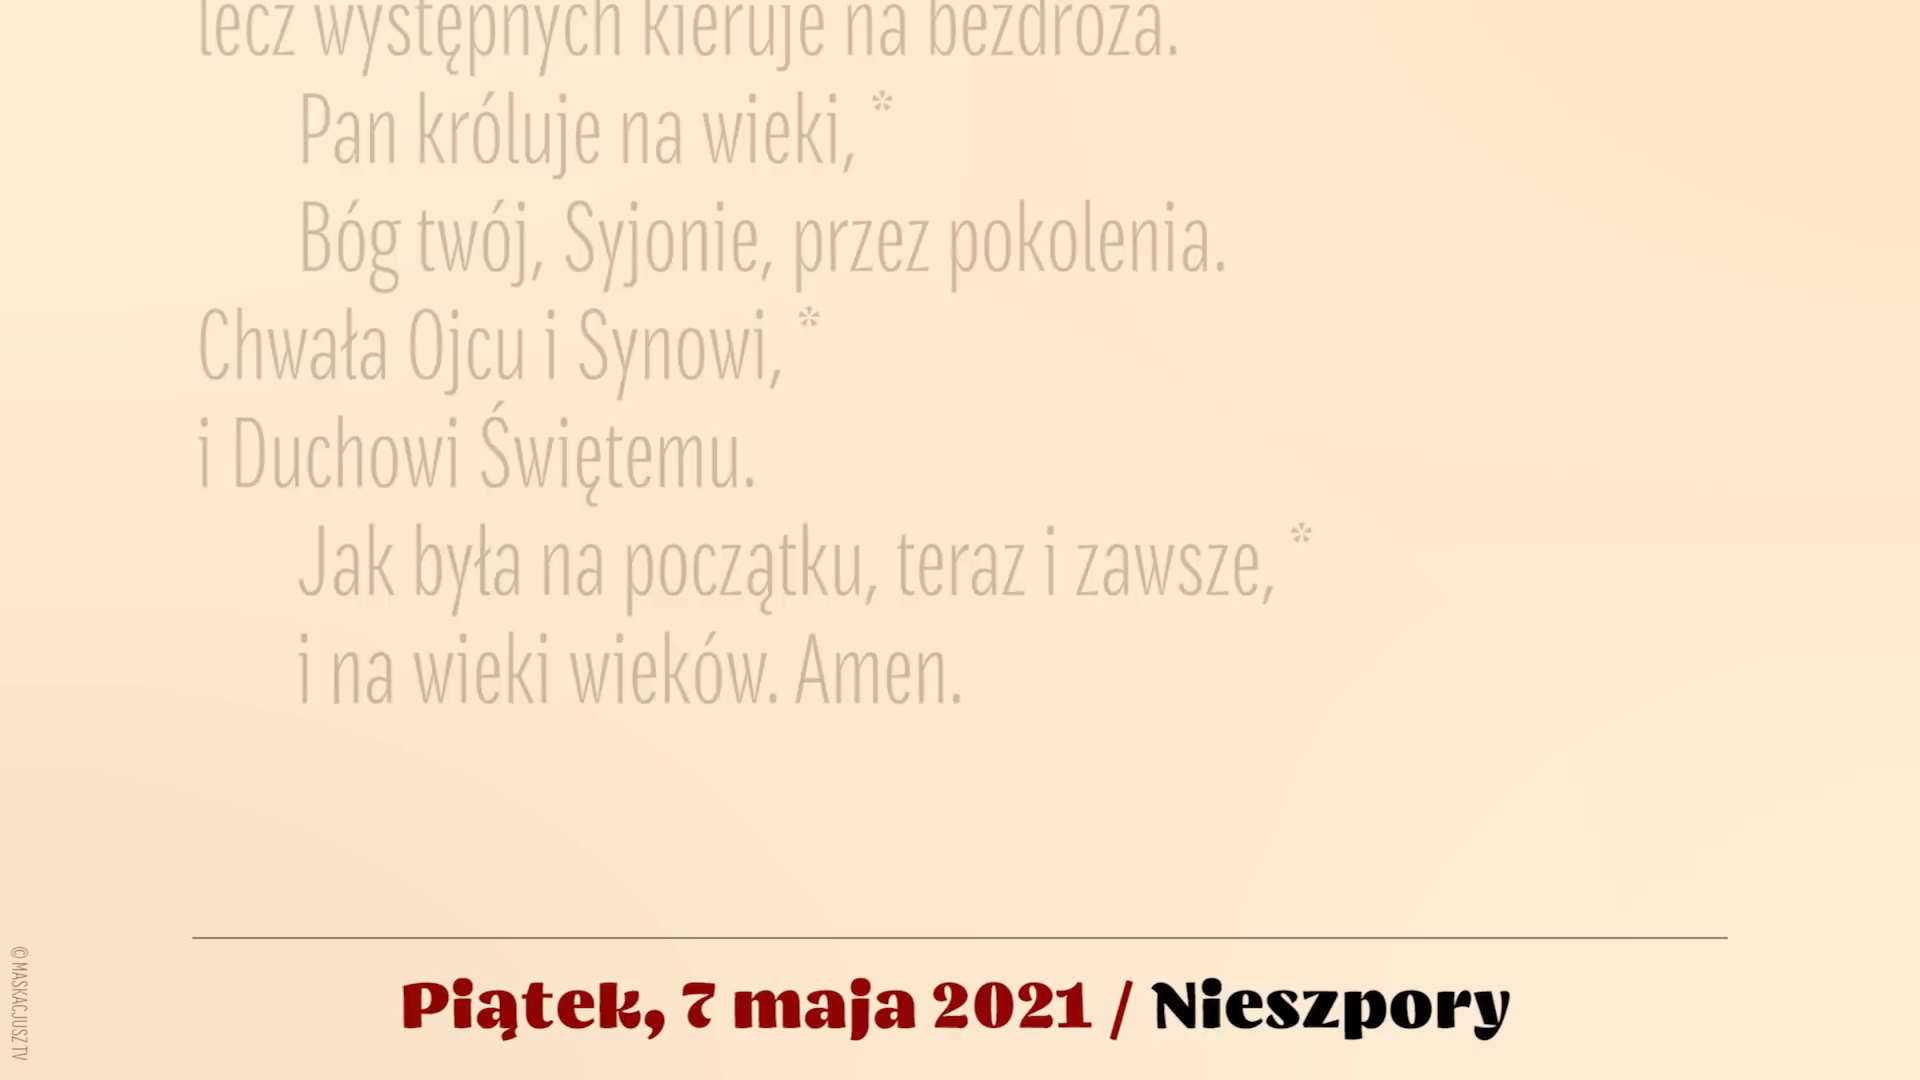 lecz występnych kieruje na bezdroża.
Pan króluje na wieki, *
Bóg twój, Syjonie, przez pokolenia.
Chwała Ojcu i Synowi, *
i Duchowi Świętemu.
Jak była na początku, teraz i zawsze, *
i na wieki wieków. Amen.
Piątek, 7 maja 2021 / Nieszpory
© MASKACJUSZ TV